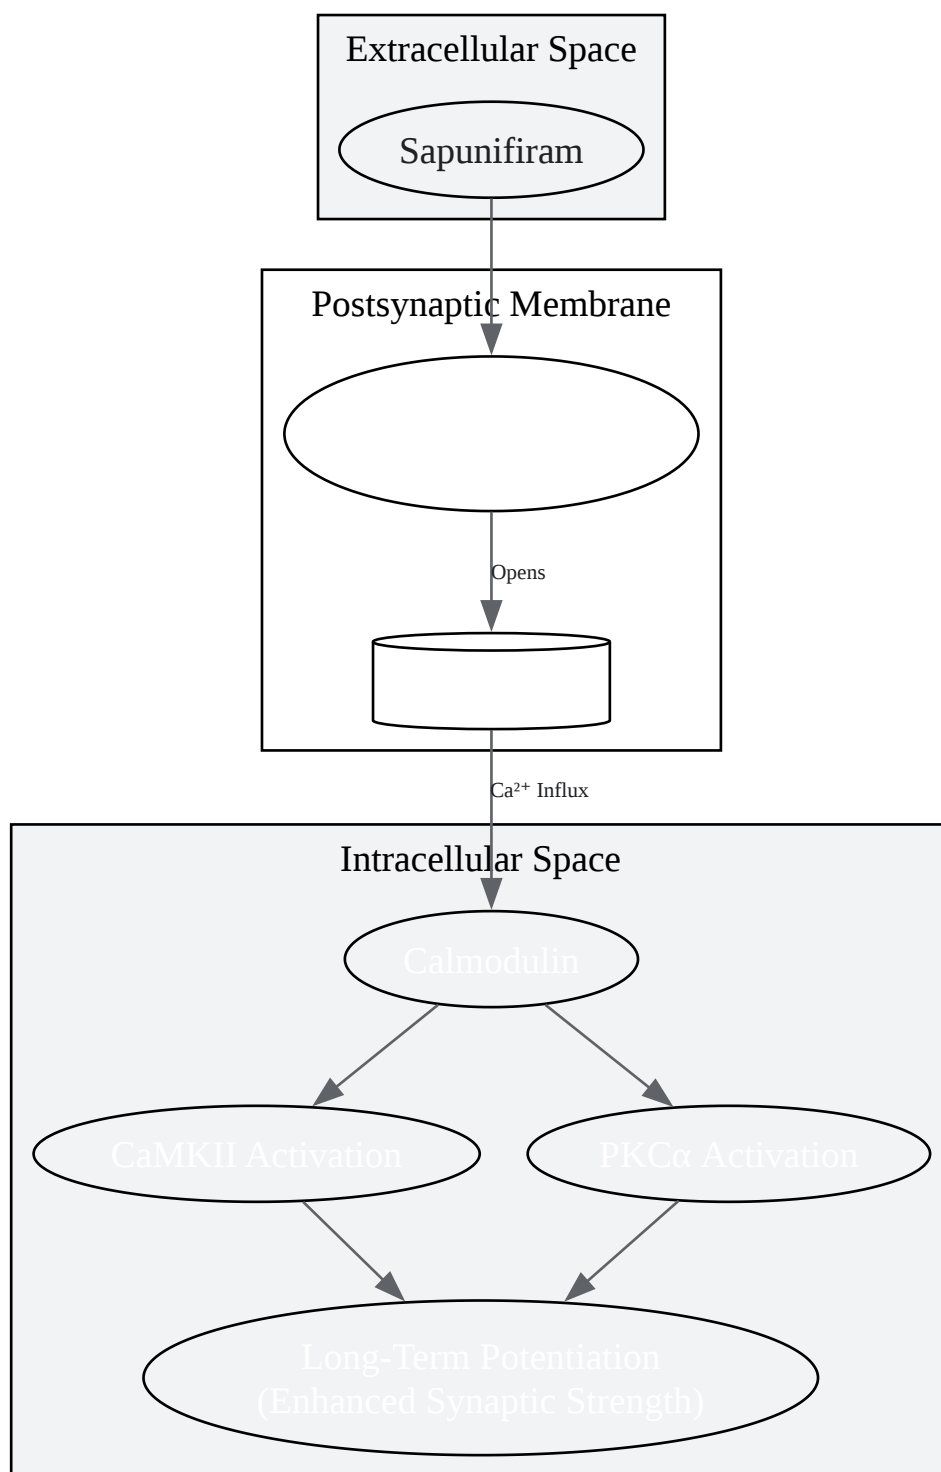 Extracellular Space
Sapunifiram
Postsynaptic Membrane
Opens
Ca²⁺ Influx
Intracellular Space
Calmodulin
CaMKII Activation
PKCα Activation
Long-Term Potentiation
(Enhanced Synaptic Strength)